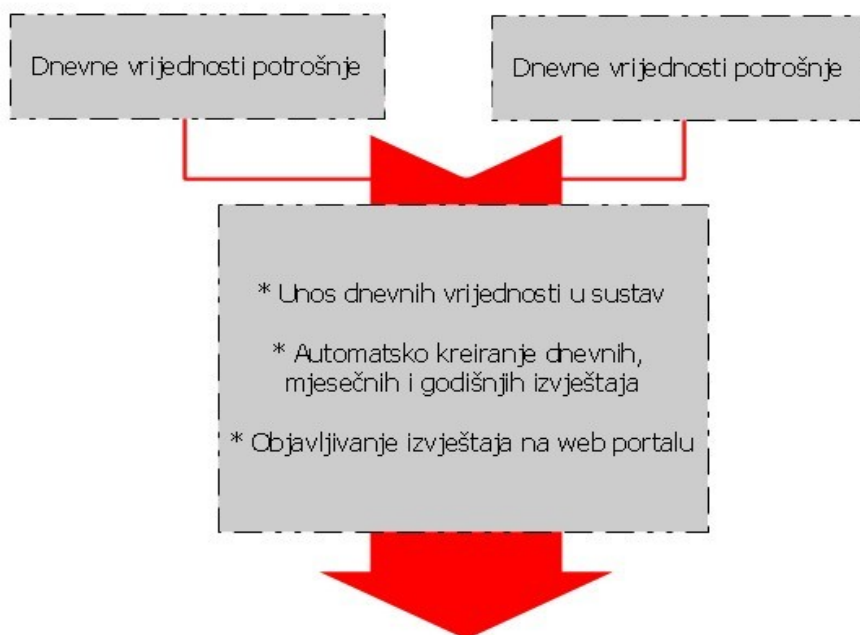 Dnevne vrijednosti potrošnje
Dnevne vrijednosti potrošnje
* Unos dnevnih vrijednosti u sustav
* Automatsko kreiranje dnevnih,
mjesečnih i godišnjih izvještaja
* Objavljivanje izvještaja na web portalu